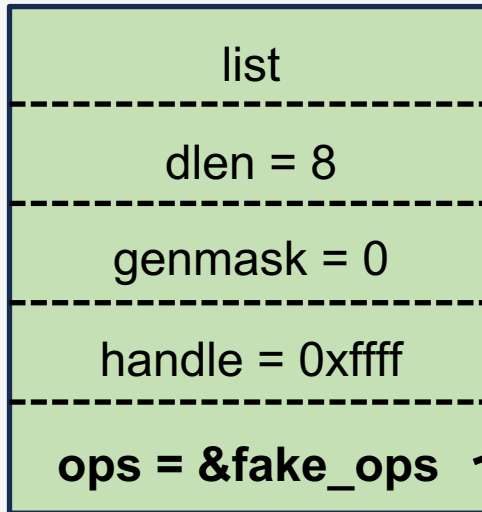 list
dlen = 8
genmask = 0
handle = 0xffff
ops = &fake_ops